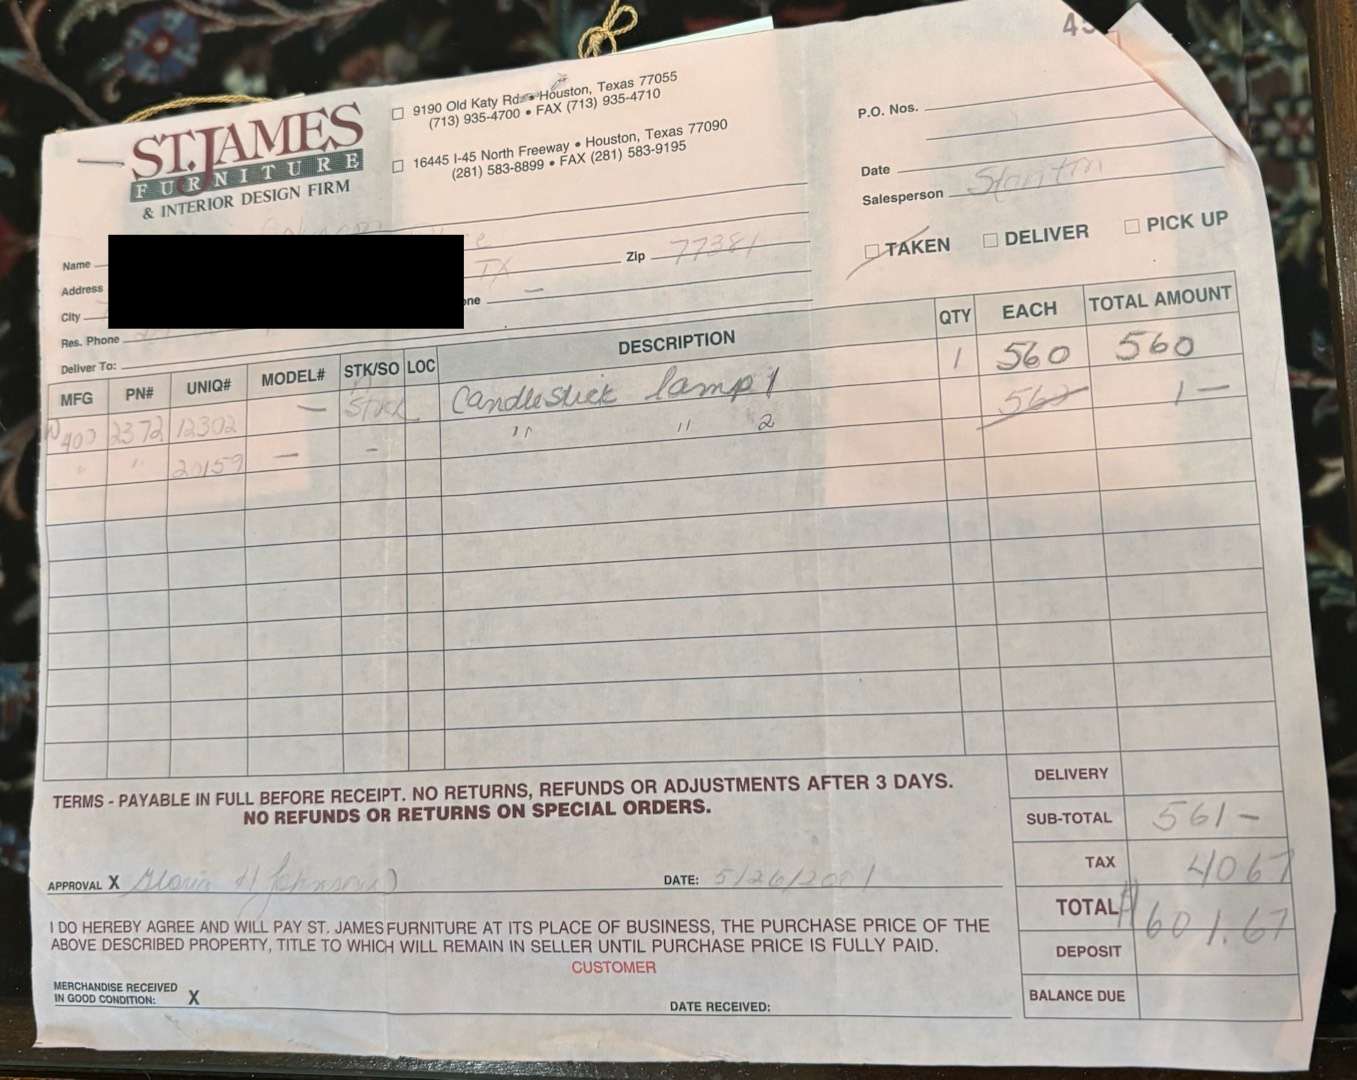 ST. JAMES
FURNITURE
& INTERIOR DESIGN FIRM
☐ 9190 Old Katy Rd. • Houston, Texas 77055
(713) 935-4700 • FAX (713) 935-4710
☐ 16445 I-45 North Freeway • Houston, Texas 77090
(281) 583-8899 • FAX (281) 583-9195
P.O. Nos.
Date
Salesperson
☐ TAKEN ☐ DELIVER ☐ PICK UP
Name
Address
TX Zip 77381
City
Res. Phone
Deliver To:
MFG PN# UNIQ# MODEL# STK/SO LOC DESCRIPTION QTY EACH TOTAL AMOUNT
400 2372 12302 — Stock Candlestick lamp 1 1 560 560
" " 20159 — - " " 2 562 1 —
DELIVERY
TERMS - PAYABLE IN FULL BEFORE RECEIPT. NO RETURNS, REFUNDS OR ADJUSTMENTS AFTER 3 DAYS.
NO REFUNDS OR RETURNS ON SPECIAL ORDERS.
SUB-TOTAL 561 —
TAX 40 67
APPROVAL X Gloria H Johnson DATE: 5/26/2001
TOTAL 601.67
I DO HEREBY AGREE AND WILL PAY ST. JAMES FURNITURE AT ITS PLACE OF BUSINESS, THE PURCHASE PRICE OF THE
ABOVE DESCRIBED PROPERTY, TITLE TO WHICH WILL REMAIN IN SELLER UNTIL PURCHASE PRICE IS FULLY PAID.
DEPOSIT
CUSTOMER
MERCHANDISE RECEIVED
IN GOOD CONDITION: X DATE RECEIVED:
BALANCE DUE